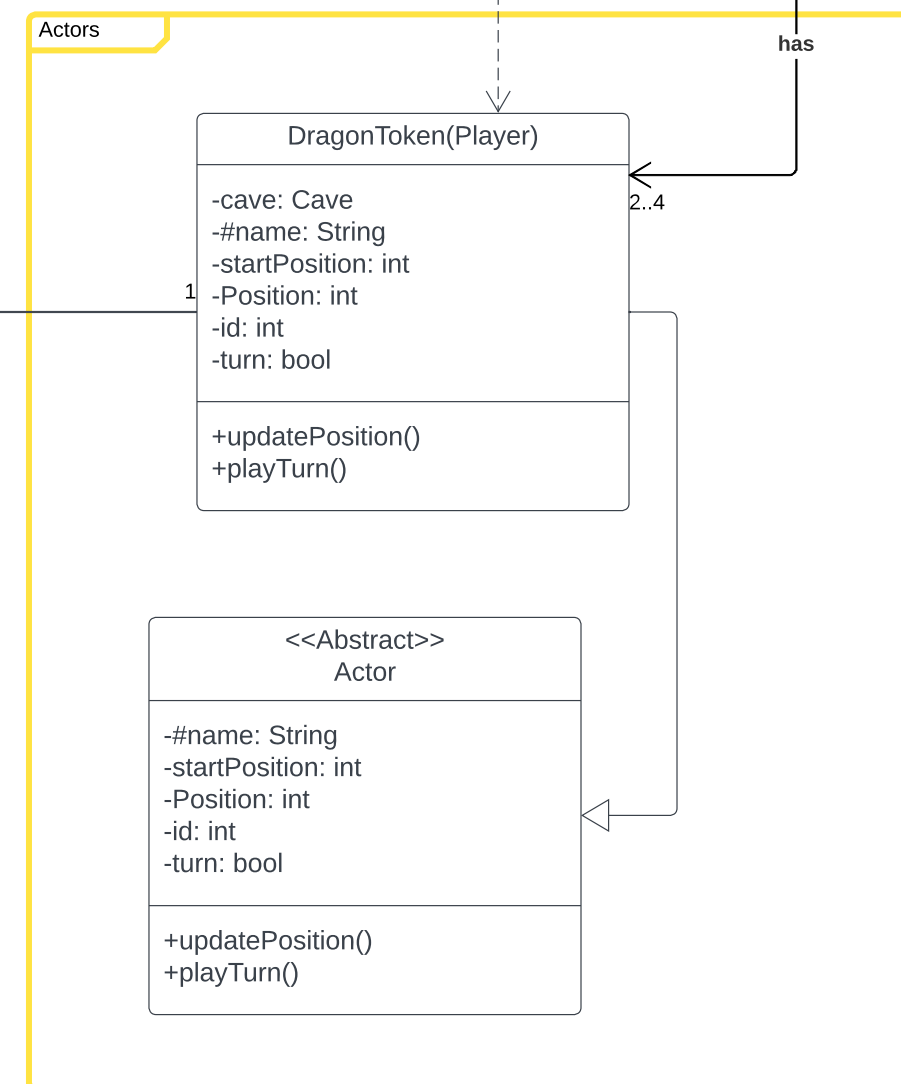 Actors
has
DragonToken(Player)
-cave: Cave
2..4
-#name: String
-startPosition: int
1
-Position: int
-id: int
-turn: bool
+updatePosition()
+playTurn()
<<Abstract>>
Actor
-#name: String
-startPosition: int
-Position: int
-id: int
-turn: bool
+updatePosition()
+playTurn()